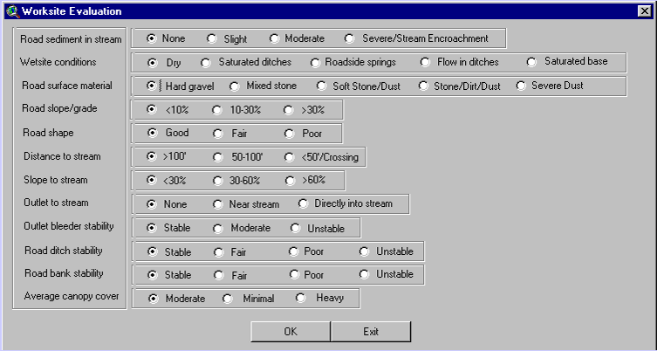 Worksite Evaluation
Road sediment in stream None Slight Moderate Severe/Stream Encroachment
Wetsite conditions Dry Saturated ditches Roadside springs Flow in ditches Saturated base
Road surface material Hard gravel Mixed stone Soft Stone/Dust Stone/Dirt/Dust Severe Dust
Road slope/grade <10% 10-30% >30%
Road shape Good Fair Poor
Distance to stream >100' 50-100' <50'/Crossing
Slope to stream <30% 30-60% >60%
Outlet to stream None Near stream Directly into stream
Outlet bleeder stability Stable Moderate Unstable
Road ditch stability Stable Fair Poor Unstable
Road bank stability Stable Fair Poor Unstable
Average canopy cover Moderate Minimal Heavy
OK Exit